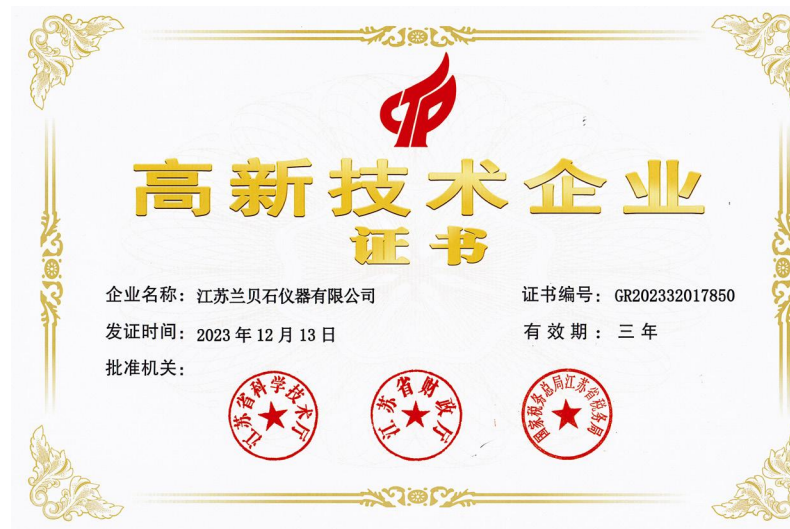 高新技术企业
证书
企业名称：江苏兰贝石仪器有限公司
证书编号：GR202332017850
发证时间：2023年12月13日
有效期：三年
批准机关：
江苏省科学技术厅
江苏省财政厅
国家税务总局江苏省税务局